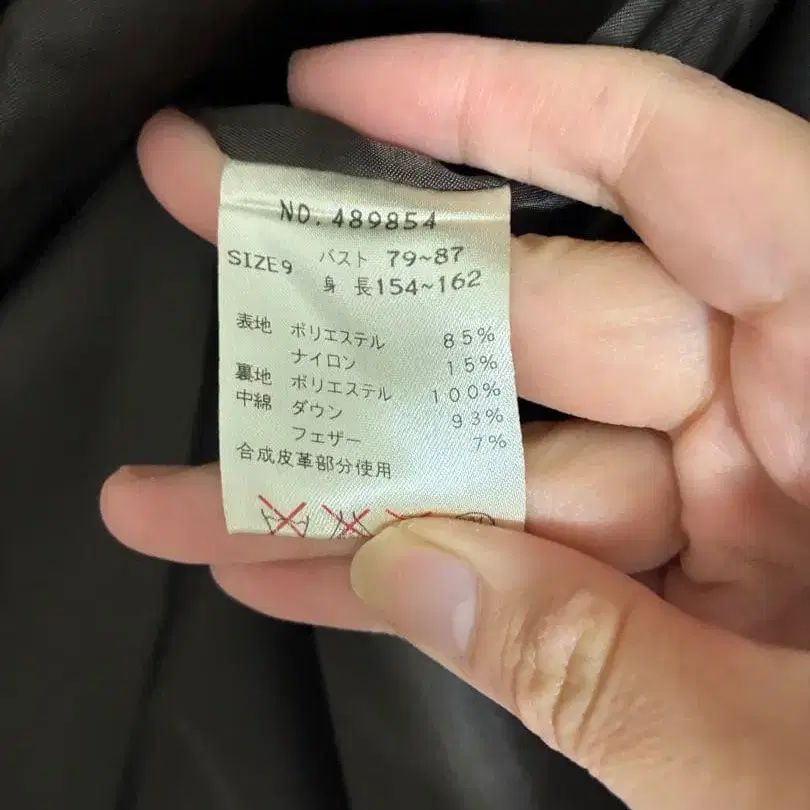 NO.489854
SIZE9 バスト 79~87
身 長154~162
表地 ポリエステル 85%
ナイロン 15%
裏地 ポリエステル 100%
中綿 ダウン 93%
フェザー 7%
合成皮革部分使用